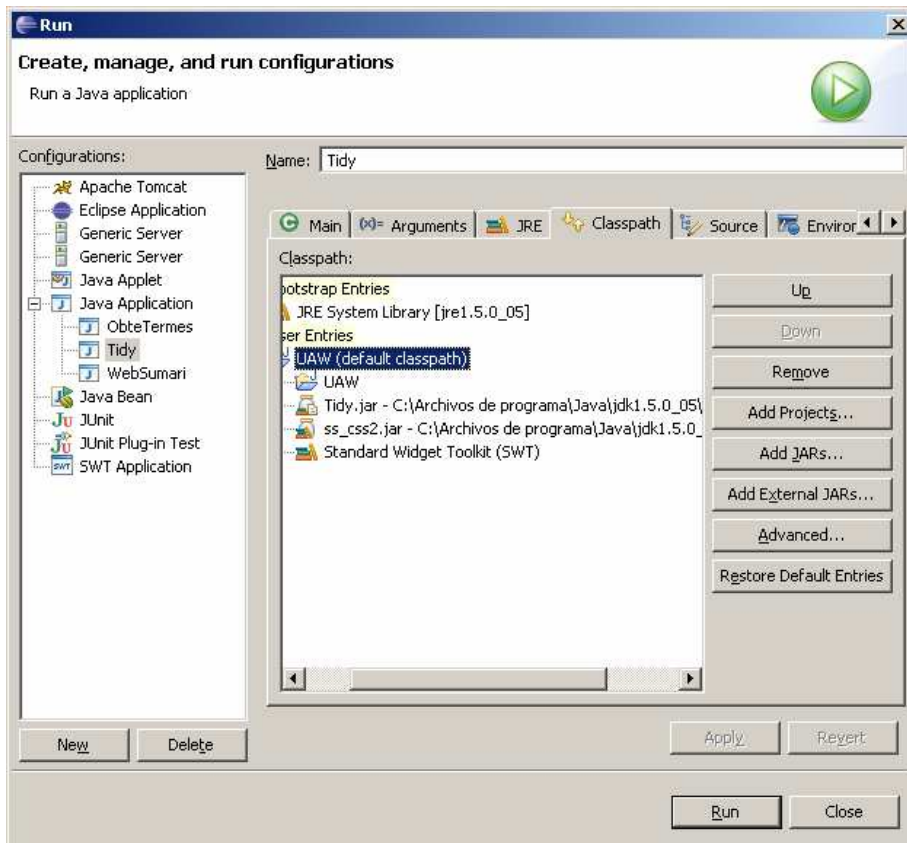 Run
Create, manage, and run configurations
Run a Java application
Configurations:
Apache Tomcat
Eclipse Application
Generic Server
Generic Server
Java Applet
Java Application
ObteTermes
Tidy
WebSumari
Java Bean
JUnit
JUnit Plug-in Test
SWT Application
New
Delete
Name: Tidy
Main
(x)= Arguments
JRE
Classpath
Source
Environ
Classpath:
ootstrap Entries
JRE System Library [jre1.5.0_05]
ser Entries
UAW (default classpath)
UAW
Tidy.jar - C:\Archivos de programa\Java\jdk1.5.0_05\
ss_css2.jar - C:\Archivos de programa\Java\jdk1.5.0_
Standard Widget Toolkit (SWT)
Up
Down
Remove
Add Projects...
Add JARs...
Add External JARs...
Advanced...
Restore Default Entries
Apply
Revert
Run
Close